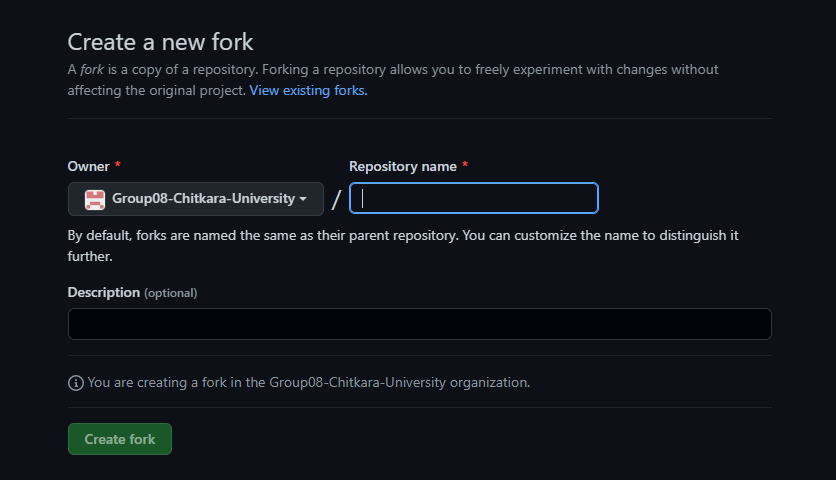 Create a new fork
A fork is a copy of a repository. Forking a repository allows you to freely experiment with changes without
affecting the original project. View existing forks.
Owner * Repository name *
Group08-Chitkara-University /
By default, forks are named the same as their parent repository. You can customize the name to distinguish it
further.
Description (optional)
You are creating a fork in the Group08-Chitkara-University organization.
Create fork